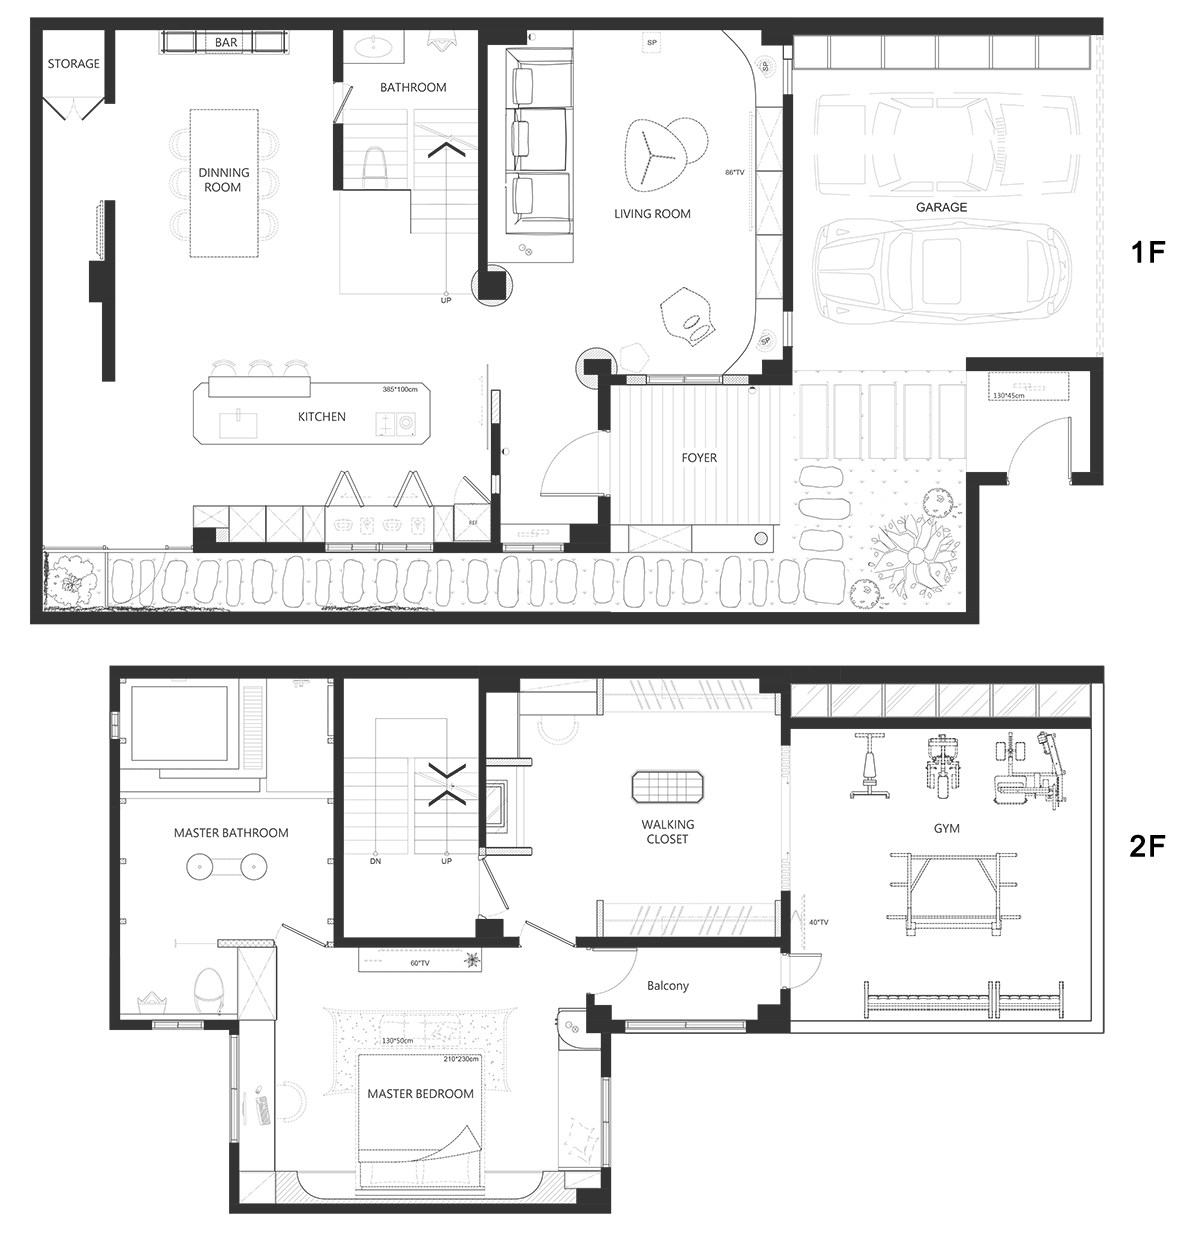 BAR
STORAGE
BATHROOM
SP
SP
DINNING
ROOM
86"TV
LIVING ROOM
GARAGE
1F
UP
SP
385*100cm
KITCHEN
130*45cm
FOYER
REF
MASTER BATHROOM
WALKING
CLOSET
GYM
2F
DN
UP
40"TV
60"TV
Balcony
130*50cm
210*230cm
MASTER BEDROOM